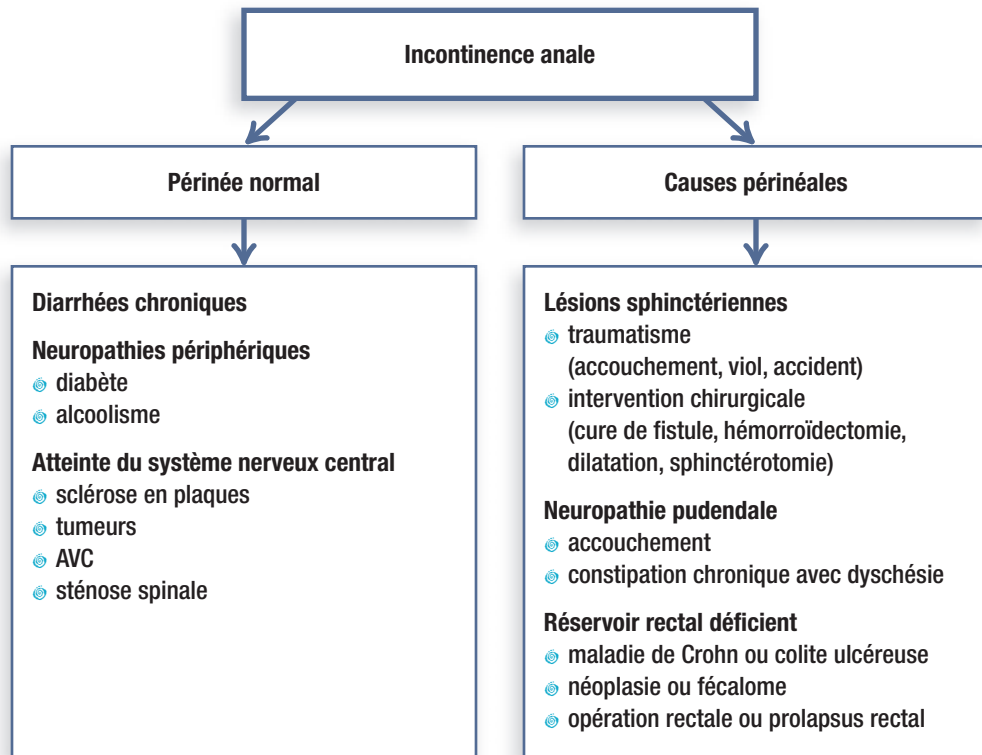 Incontinence anale
Périnée normal
Causes périnéales
Diarrhées chroniques
Neuropathies périphériques
diabète
alcoolisme
Atteinte du système nerveux central
sclérose en plaques
tumeurs
AVC
sténose spinale
Lésions sphinctériennes
traumatisme
(accouchement, viol, accident)
intervention chirurgicale
(cure de fistule, hémorroïdectomie,
dilatation, sphinctérotomie)
Neuropathie pudendale
accouchement
constipation chronique avec dyschésie
Réservoir rectal déficient
maladie de Crohn ou colite ulcéreuse
néoplasie ou fécalome
opération rectale ou prolapsus rectal